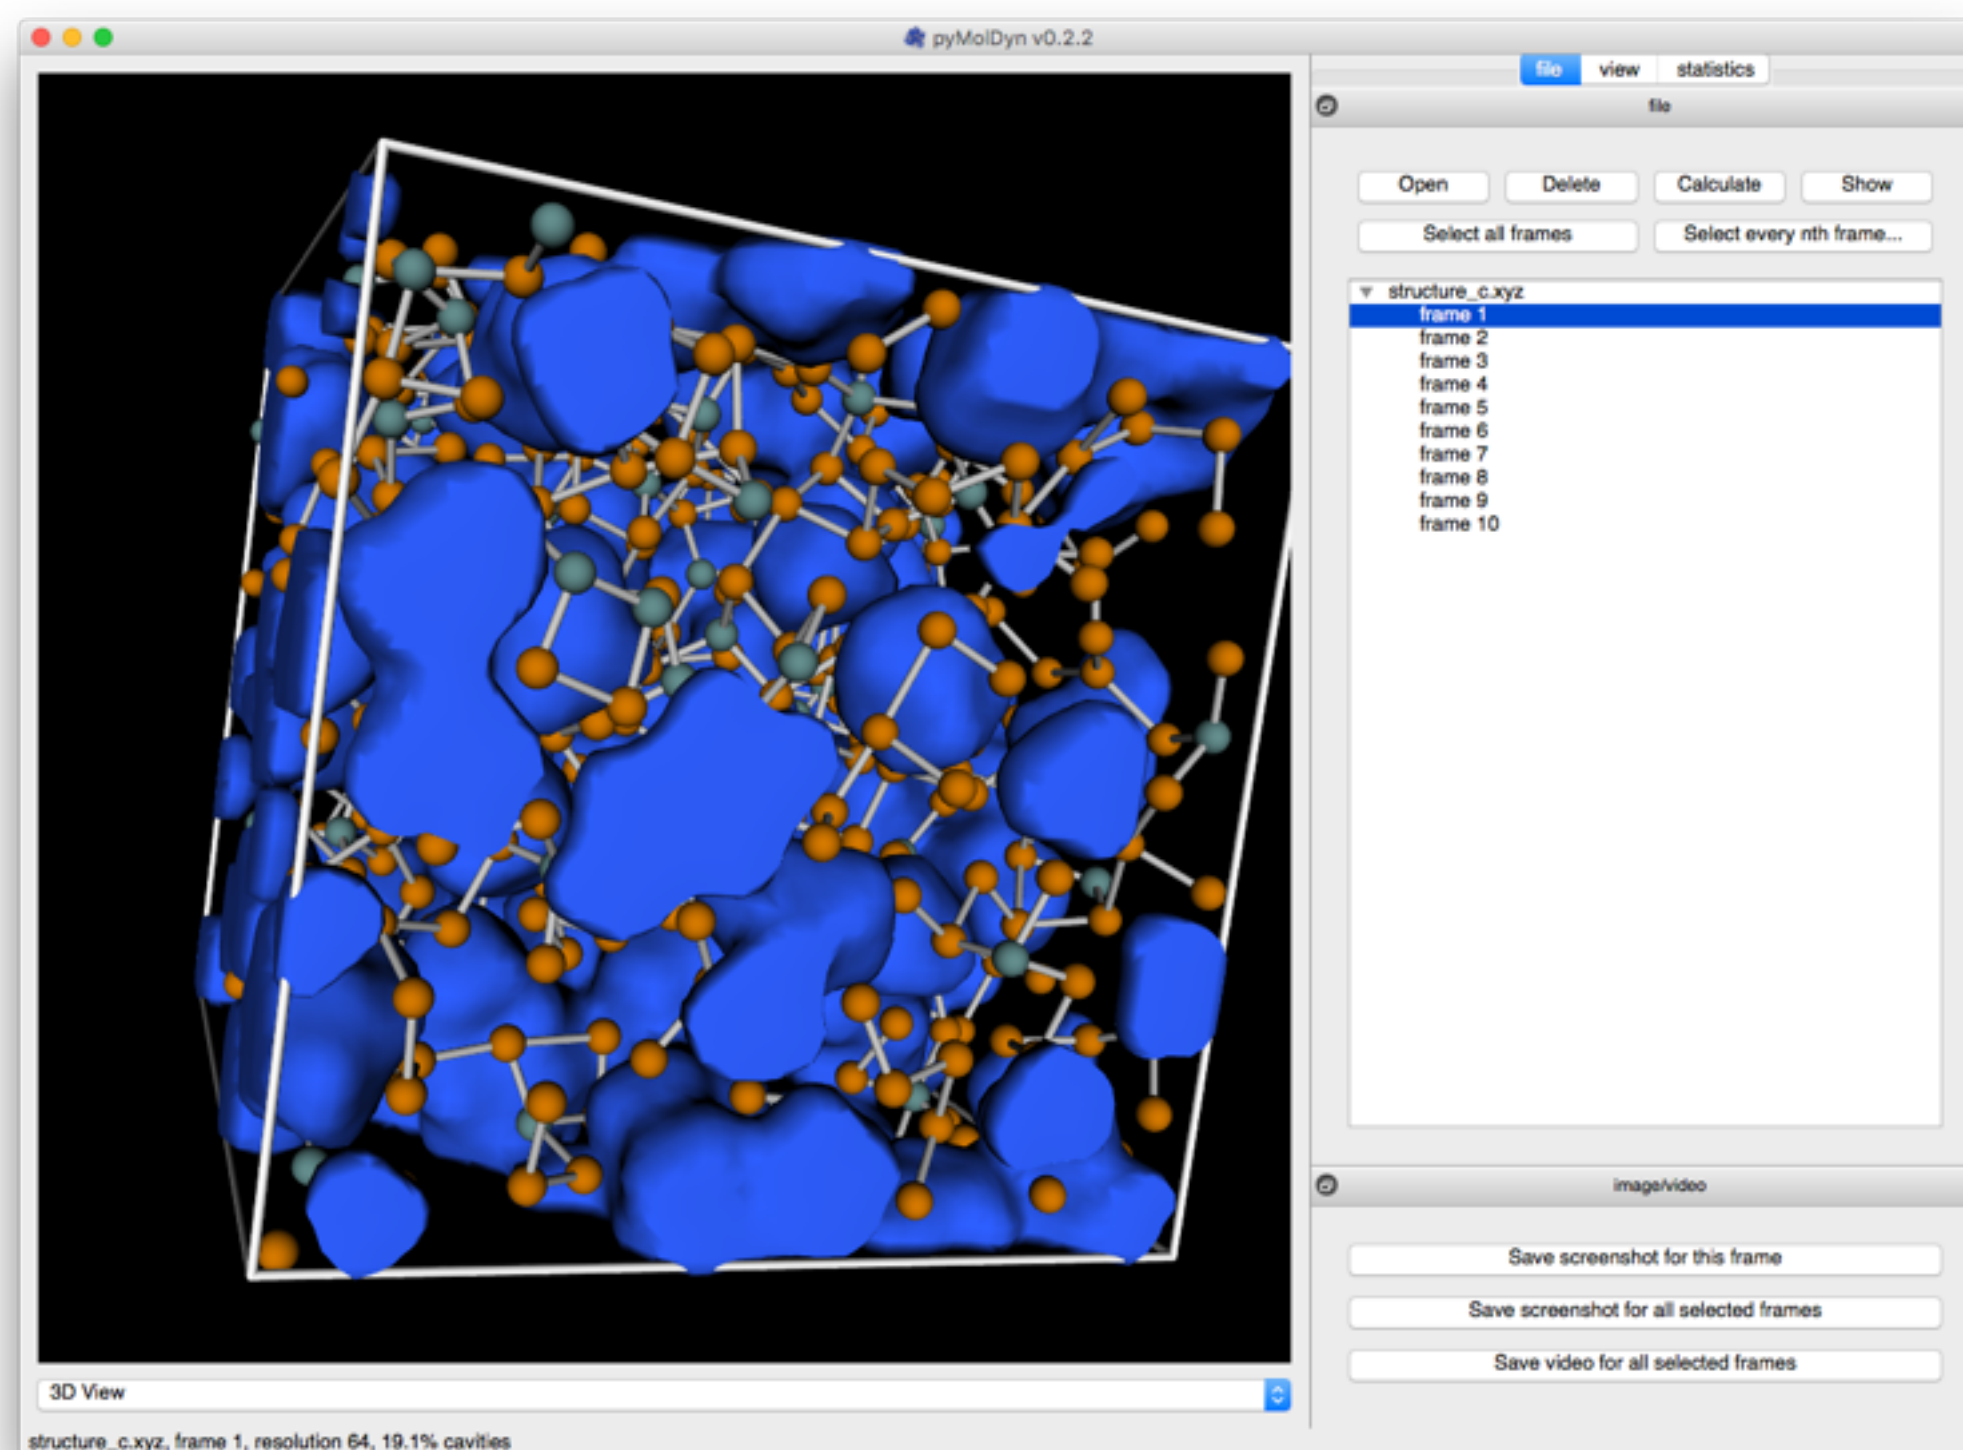 pyMolDyn v0.2.2
file view statistics
file
Open Delete Calculate Show
Select all frames Select every nth frame...
structure_c.xyz
frame 1
frame 2
frame 3
frame 4
frame 5
frame 6
frame 7
frame 8
frame 9
frame 10
image/video
Save screenshot for this frame
Save screenshot for all selected frames
Save video for all selected frames
3D View
structure_c.xyz, frame 1, resolution 64, 19.1% cavities